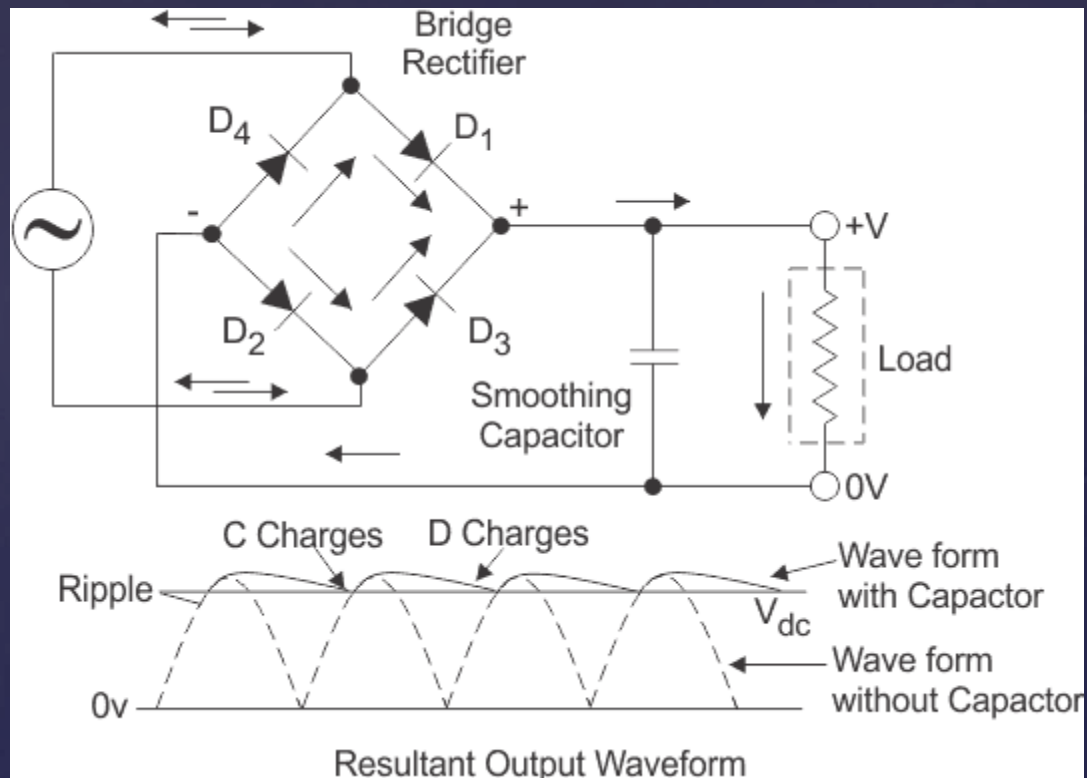 Bridge
Rectifier
D4
D1
-
+
+V
D2
D3
Load
Smoothing
Capacitor
0V
C Charges
D Charges
Wave form
with Capactor
Ripple
Vdc
Wave form
without Capactor
0v
Resultant Output Waveform